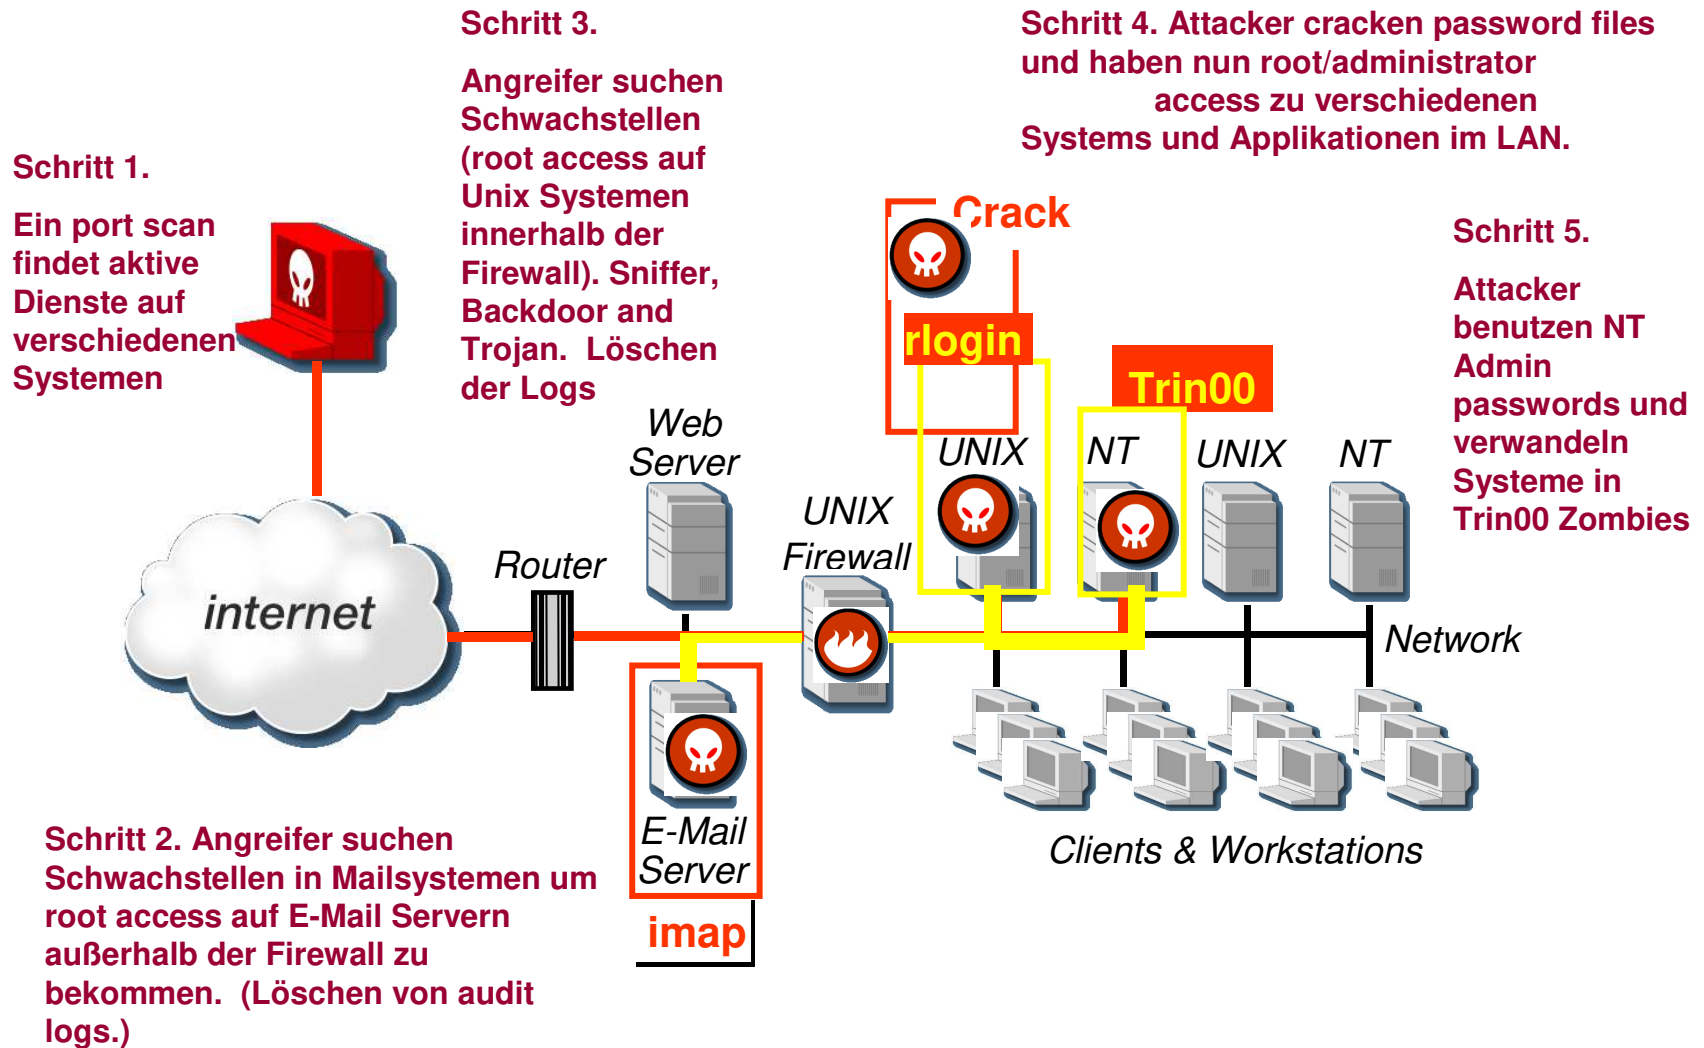 Schritt 1.
Ein port scan
findet aktive
Dienste auf
verschiedenen
Systemen
Schritt 3.
Angreifer suchen
Schwachstellen
(root access auf
Unix Systemen
innerhalb der
Firewall). Sniffer,
Backdoor and
Trojan.  Löschen
der Logs
Schritt 4. Attacker cracken password files
und haben nun root/administrator
access zu verschiedenen
Systems und Applikationen im LAN.
Schritt 5.
Attacker
benutzen NT
Admin
passwords und
verwandeln
Systeme in
Trin00 Zombies
Crack
rlogin
Trin00
Web
Server
UNIX
NT
UNIX
NT
UNIX
Firewall
Router
internet
Network
E-Mail
Server
imap
Clients & Workstations
Schritt 2. Angreifer suchen
Schwachstellen in Mailsystemen um
root access auf E-Mail Servern
außerhalb der Firewall zu
bekommen.  (Löschen von audit
logs.)